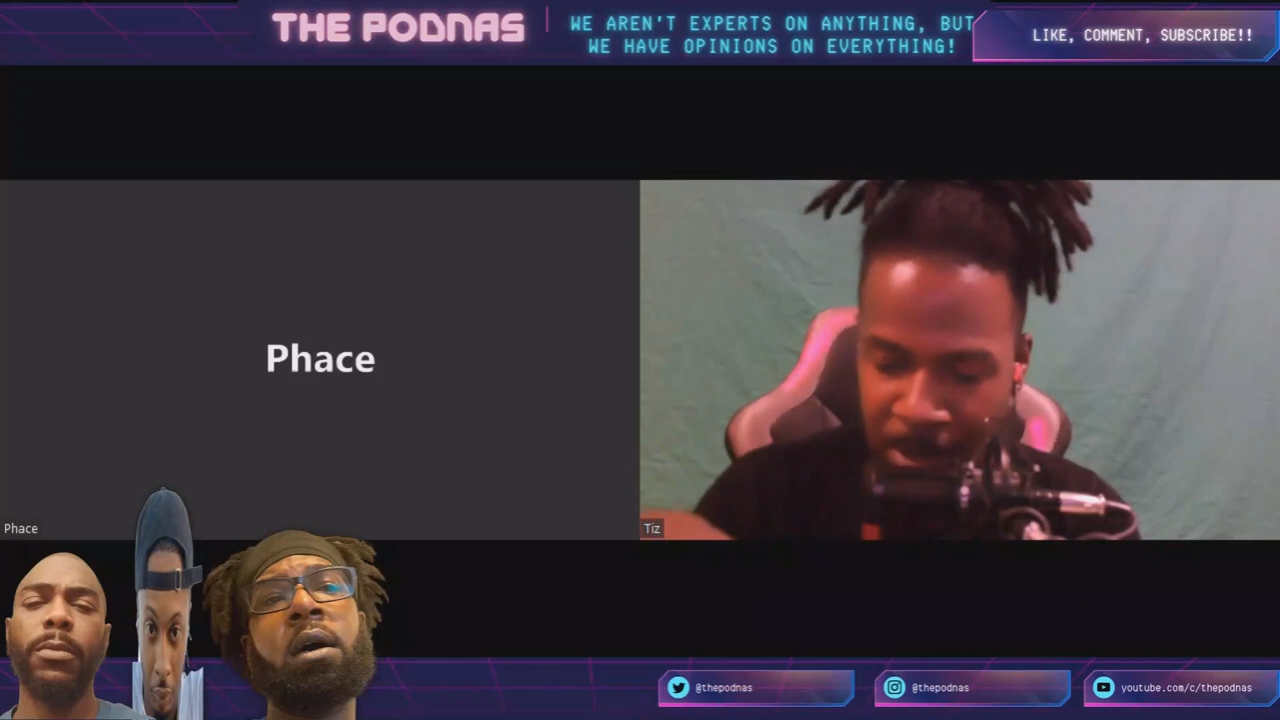 THE PODNAS
WE AREN'T EXPERTS ON ANYTHING, BUT
WE HAVE OPINIONS ON EVERYTHING!
LIKE, COMMENT, SUBSCRIBE!!
Phace
Phace
Tiz
@thepodnas
@thepodnas
youtube.com/c/thepodnas